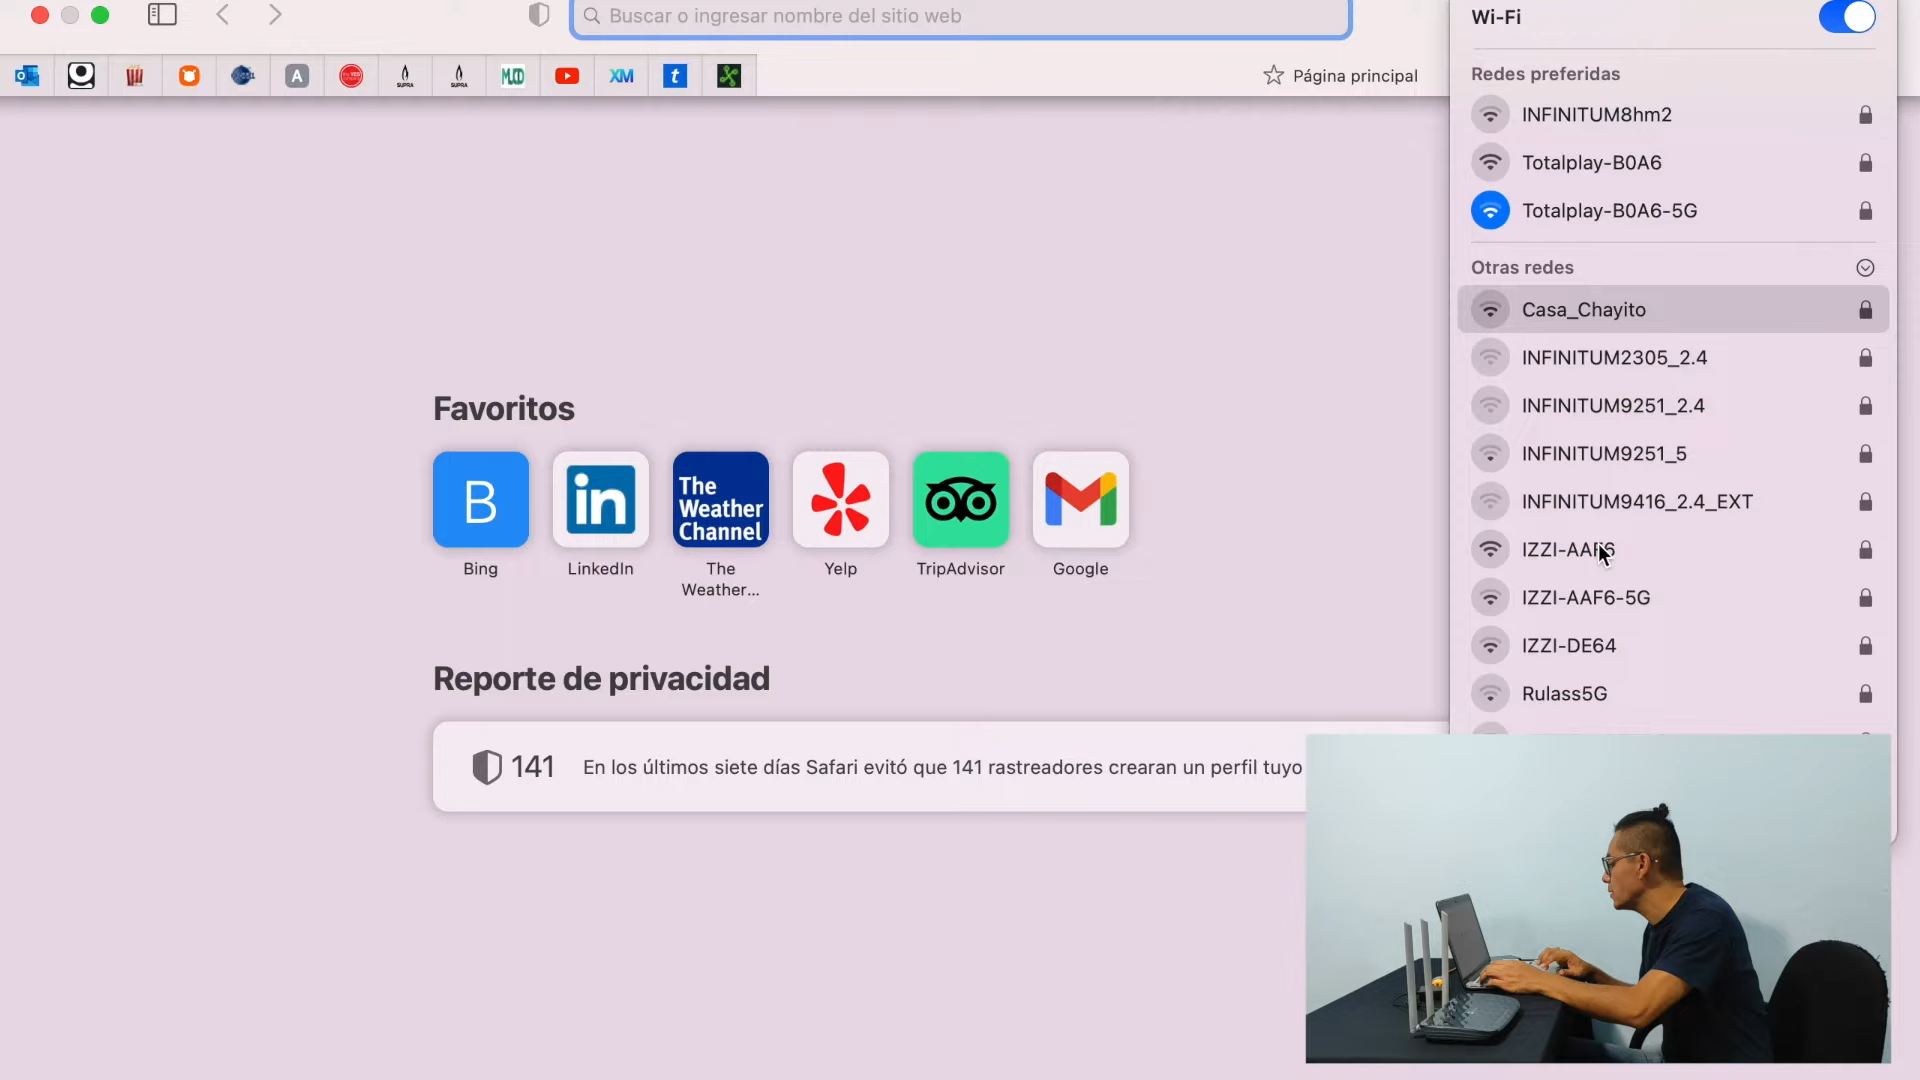 Buscar o ingresar nombre del sitio web
A
XM
t
Página principal
Wi-Fi
Redes preferidas
INFINITUM8hm2
Totalplay-B0A6
Totalplay-B0A6-5G
Otras redes
Casa_Chayito
INFINITUM2305_2.4
INFINITUM9251_2.4
INFINITUM9251_5
INFINITUM9416_2.4_EXT
IZZI-AAF6
IZZI-AAF6-5G
IZZI-DE64
Rulass5G
Favoritos
B
in
The
Weather
Channel
Bing
LinkedIn
The
Weather...
Yelp
TripAdvisor
Google
Reporte de privacidad
141
En los últimos siete días Safari evitó que 141 rastreadores crearan un perfil tuyo